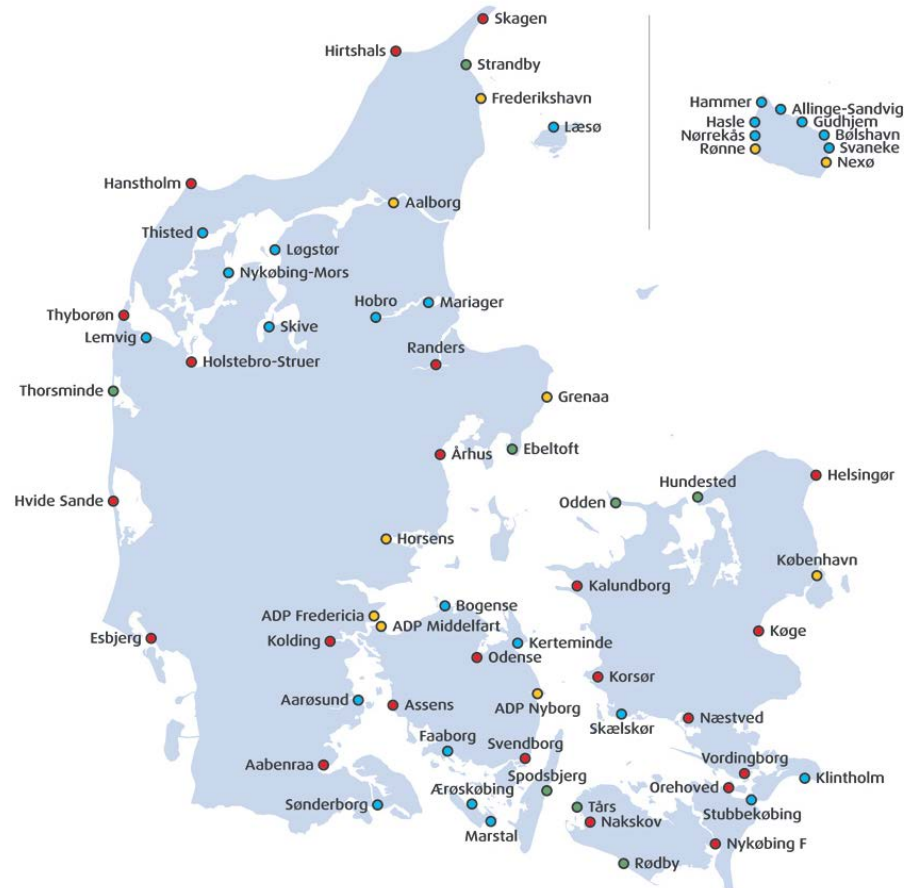 Skagen
Hirtshals
Strandby
Frederikshavn
Læsø
Hammer
Allinge-Sandvig
Hasle
Gudhjem
Nørrekås
Bølshavn
Rønne
Svaneke
Nexø
Hanstholm
Aalborg
Thisted
Løgstør
Nykøbing-Mors
Hobro
Mariager
Thyborøn
Skive
Lemvig
Randers
Holstebro-Struer
Thorsminde
Grenaa
Århus
Ebeltoft
Hundested
Helsingør
Hvide Sande
Odden
Horsens
København
Kalundborg
Bogense
ADP Fredericia
ADP Middelfart
Køge
Esbjerg
Kolding
Kerteminde
Odense
Korsør
Aarøsund
Assens
ADP Nyborg
Næstved
Skælskør
Faaborg
Svendborg
Vordingborg
Aabenraa
Spodsbjerg
Klintholm
Orehoved
Ærøskøbing
Sønderborg
Tårs
Stubbekøbing
Marstal
Nakskov
Nykøbing F
Rødby